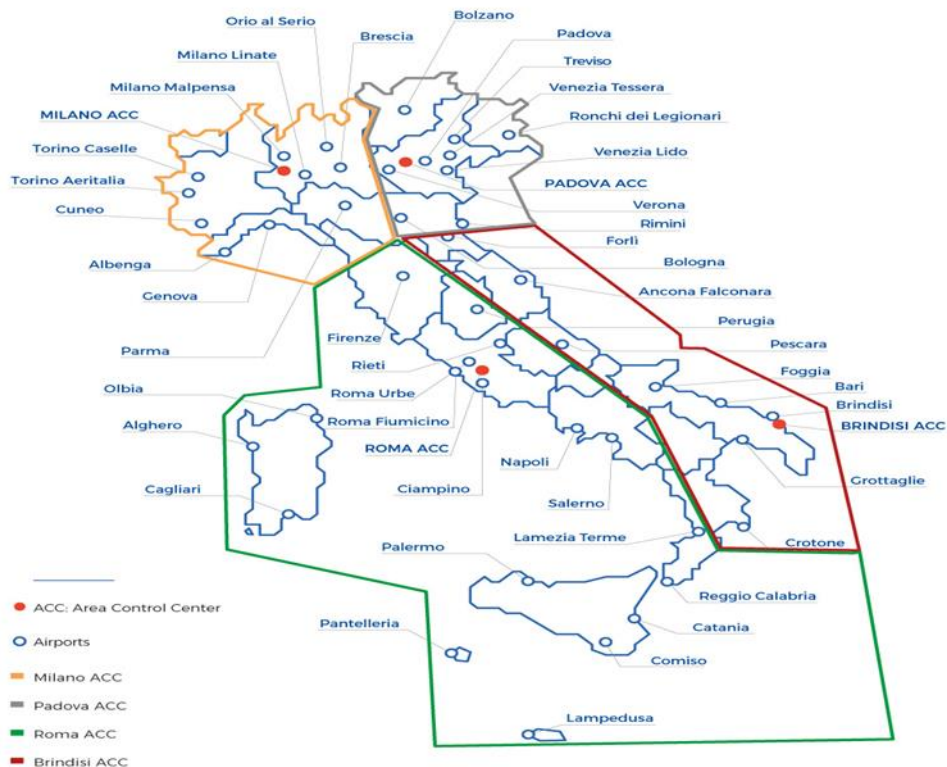 Bolzano
Orio al Serio
Padova
Brescia
Milano Linate
Treviso
Milano Malpensa
Venezia Tessera
MILANO ACC
Ronchi dei Legionari
Torino Caselle
Venezia Lido
Torino Aeritalia
PADOVA ACC
Cuneo
Verona
Rimini
Forlì
Albenga
Bologna
Genova
Ancona Falconara
Perugia
Parma
Firenze
Pescara
Rieti
Olbia
Foggia
Roma Urbe
Bari
Brindisi
Alghero
Roma Fiumicino
BRINDISI ACC
ROMA ACC
Napoli
Cagliari
Ciampino
Grottaglie
Salerno
Lamezia Terme
Crotone
Palermo
Reggio Calabria
Pantelleria
Catania
Comiso
Lampedusa
ACC: Area Control Center
Airports
Milano ACC
Padova ACC
Roma ACC
Brindisi ACC